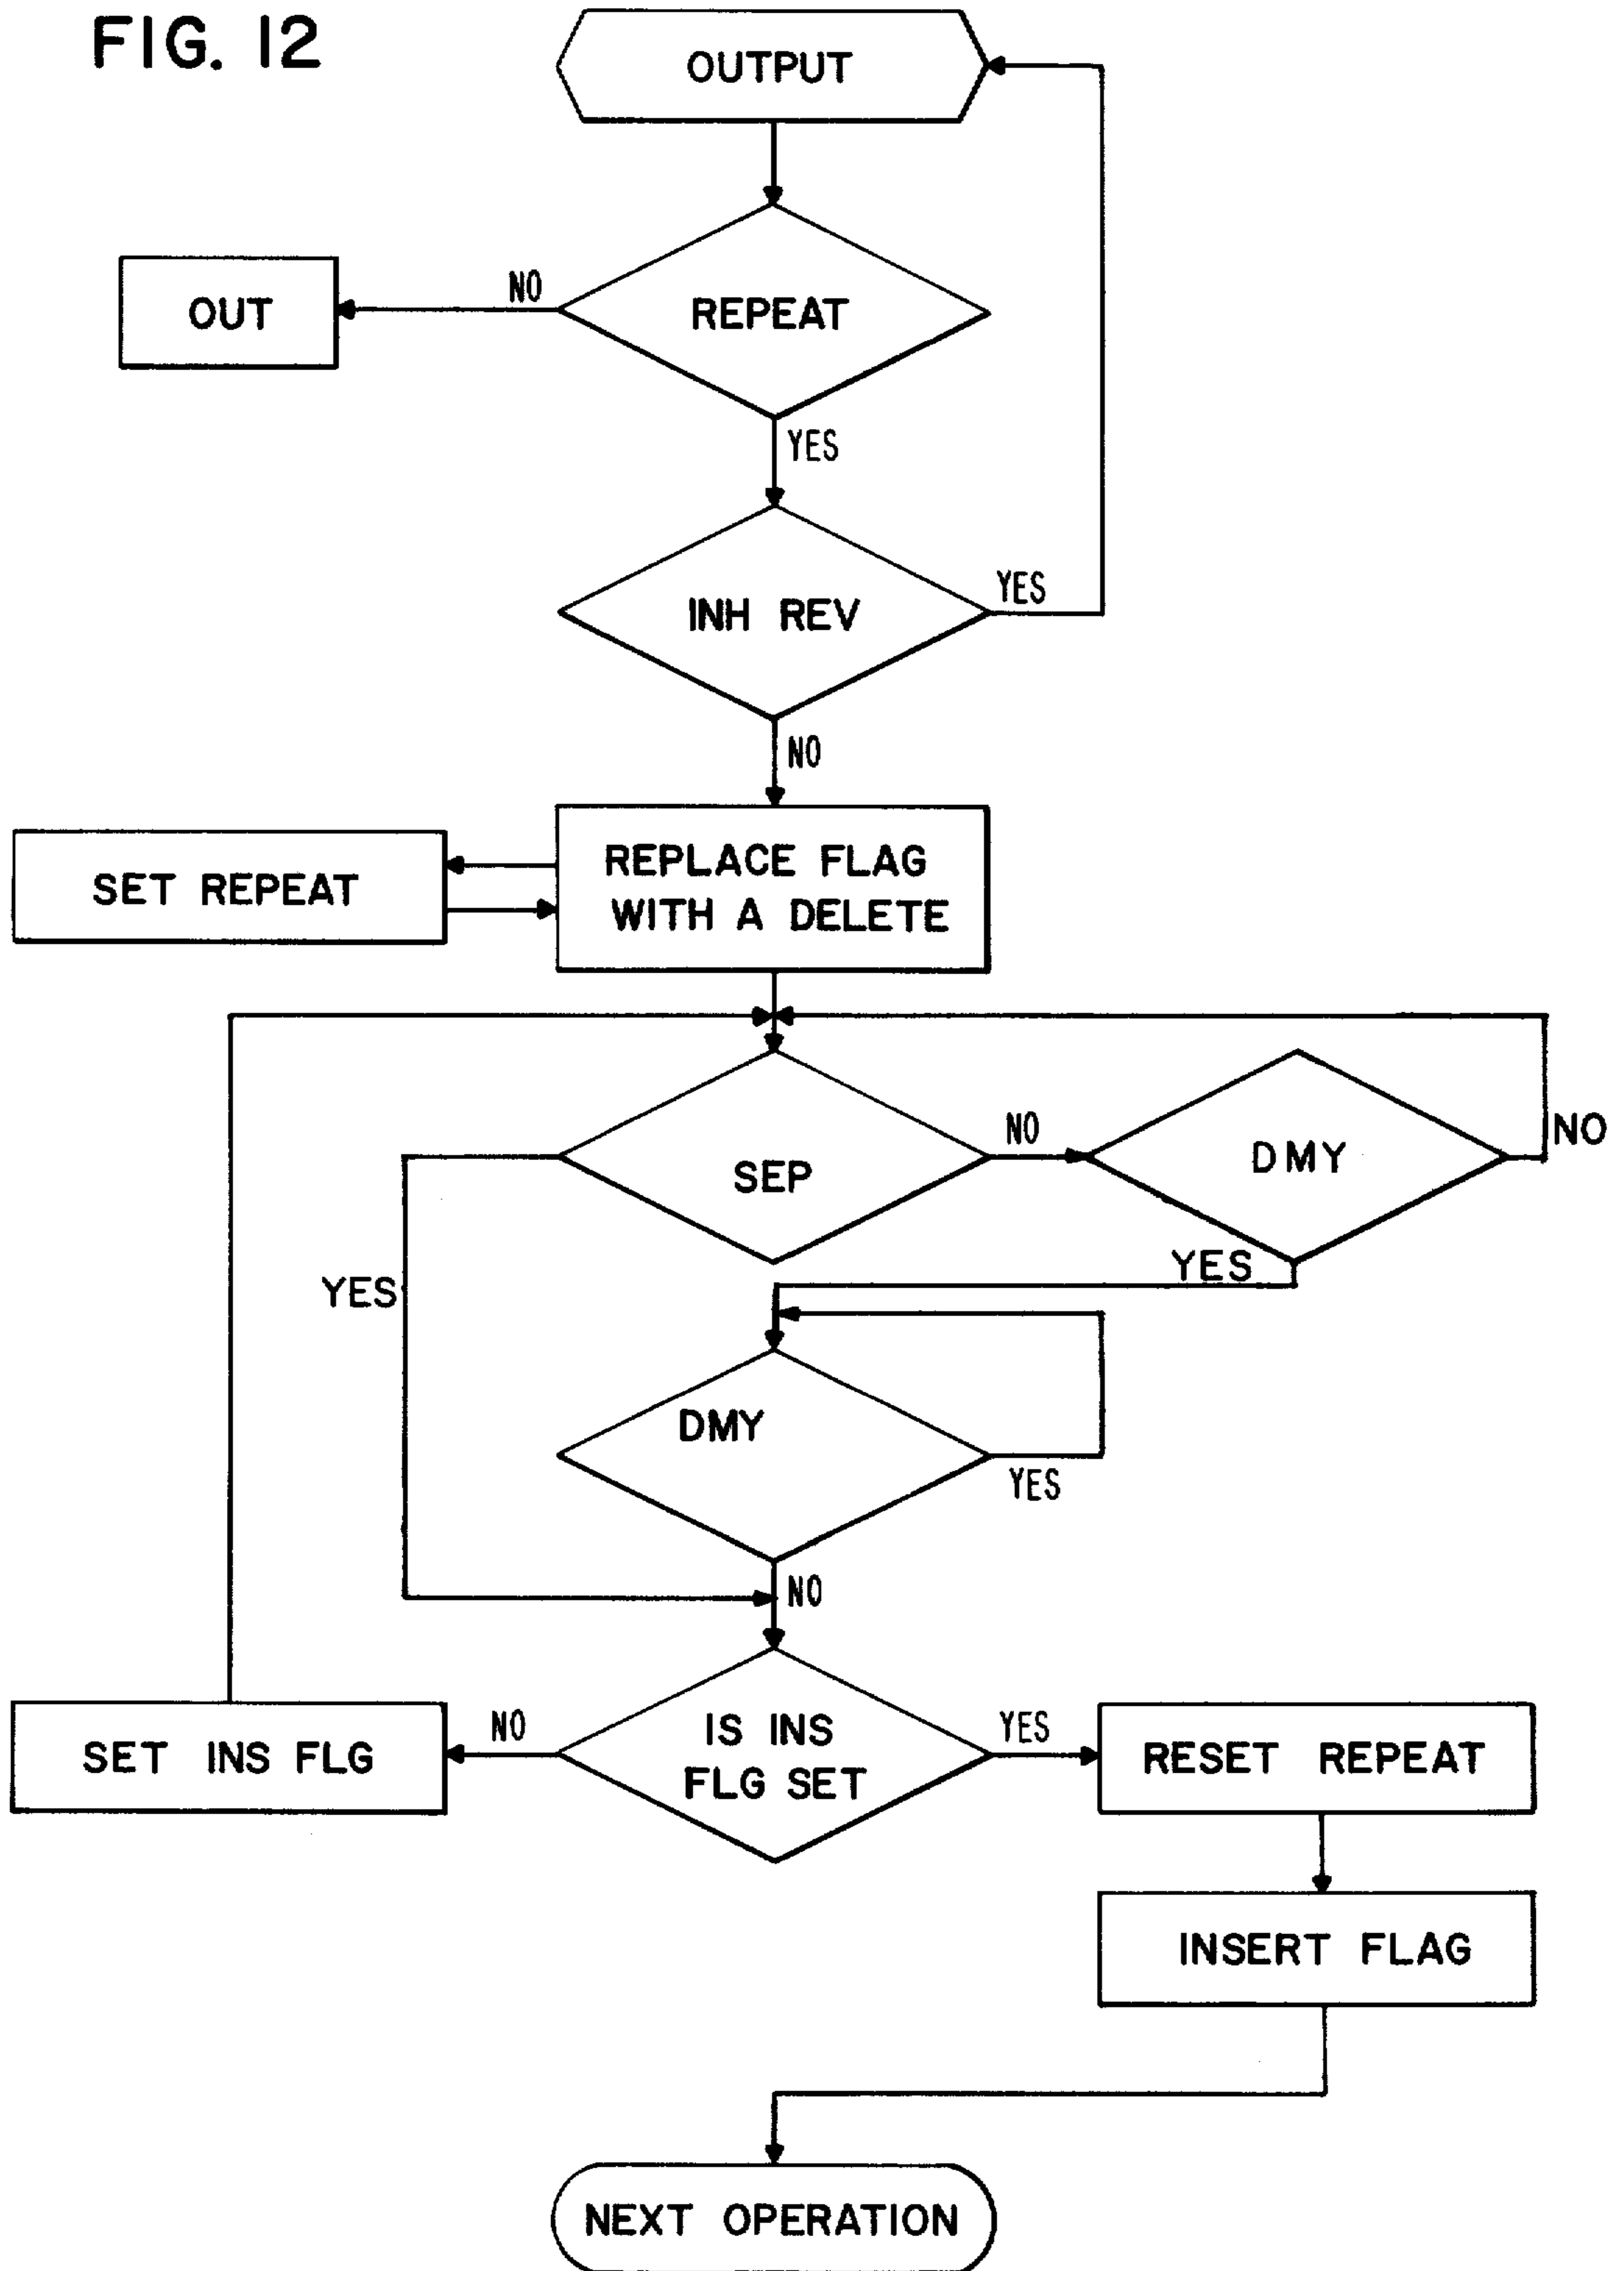 FIG. 12
OUTPUT
NO
OUT
REPEAT
YES
INH REV
YES
NO
SET REPEAT
REPLACE FLAG
WITH A DELETE
SEP
NO
DMY
NO
YES
YES
DMY
YES
NO
SET INS FLG
NO
IS INS
FLG SET
YES
RESET REPEAT
INSERT FLAG
NEXT OPERATION